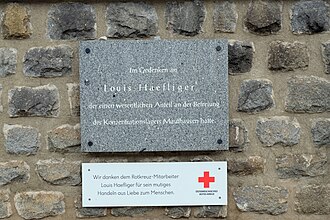 Im Gedenken an
Louis Haefliger,
der einen wesentlichen Anteil an der Befreiung
des Konzentrationslagers Mauthausen hatte.
Wir danken dem Rotkreuz-Mitarbeiter
Louis Haefliger für sein mutiges
Handeln aus Liebe zum Menschen.